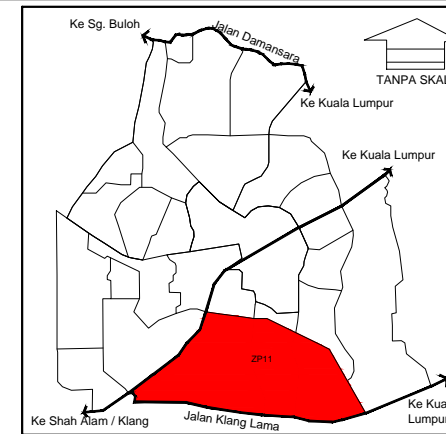 Ke Sg. Buloh
Jalan Damansara
TANPA SKAL
Ke Kuala Lumpur
Ke Kuala Lumpur
ZP11
Ke Shah Alam / Klang
Jalan Klang Lama
Ke Kua
Lumpur